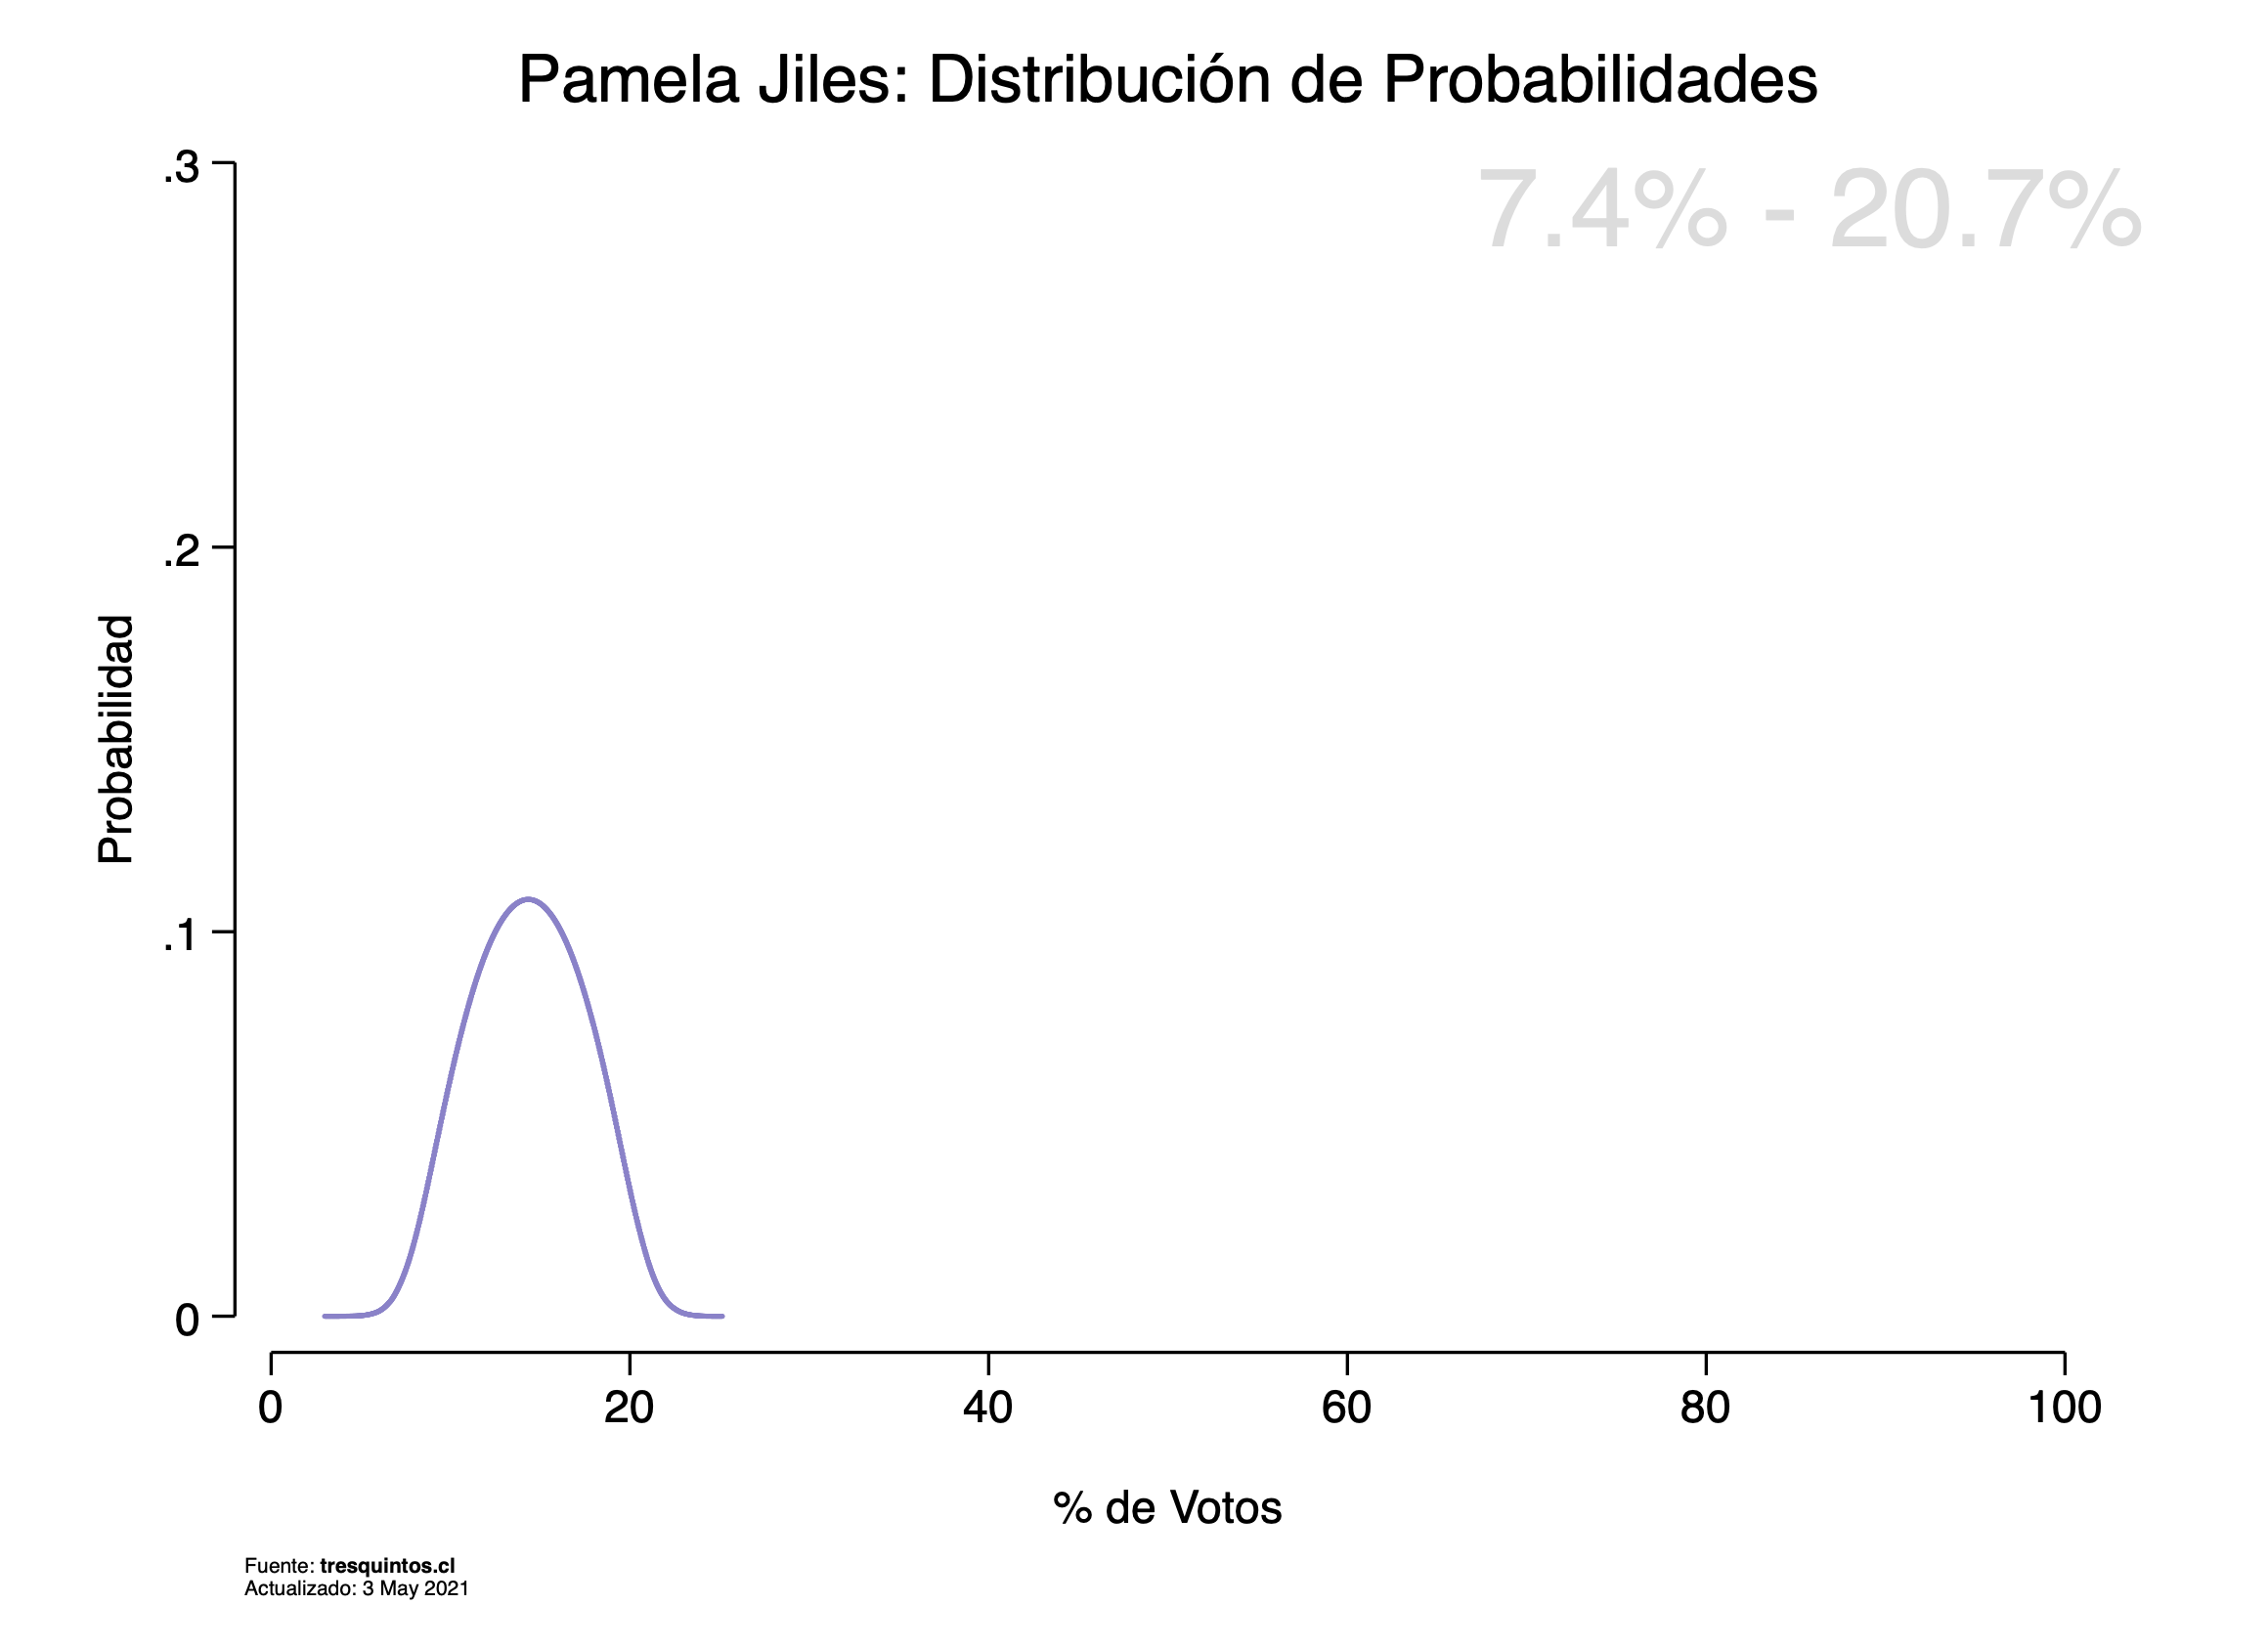 Pamela Jiles: Distribución de Probabilidades
7.4% - 20.7%
.3
.2
.1
0
Probabilidad
0 20 40 60 80 100
% de Votos
Fuente: tresquintos.cl
Actualizado: 3 May 2021